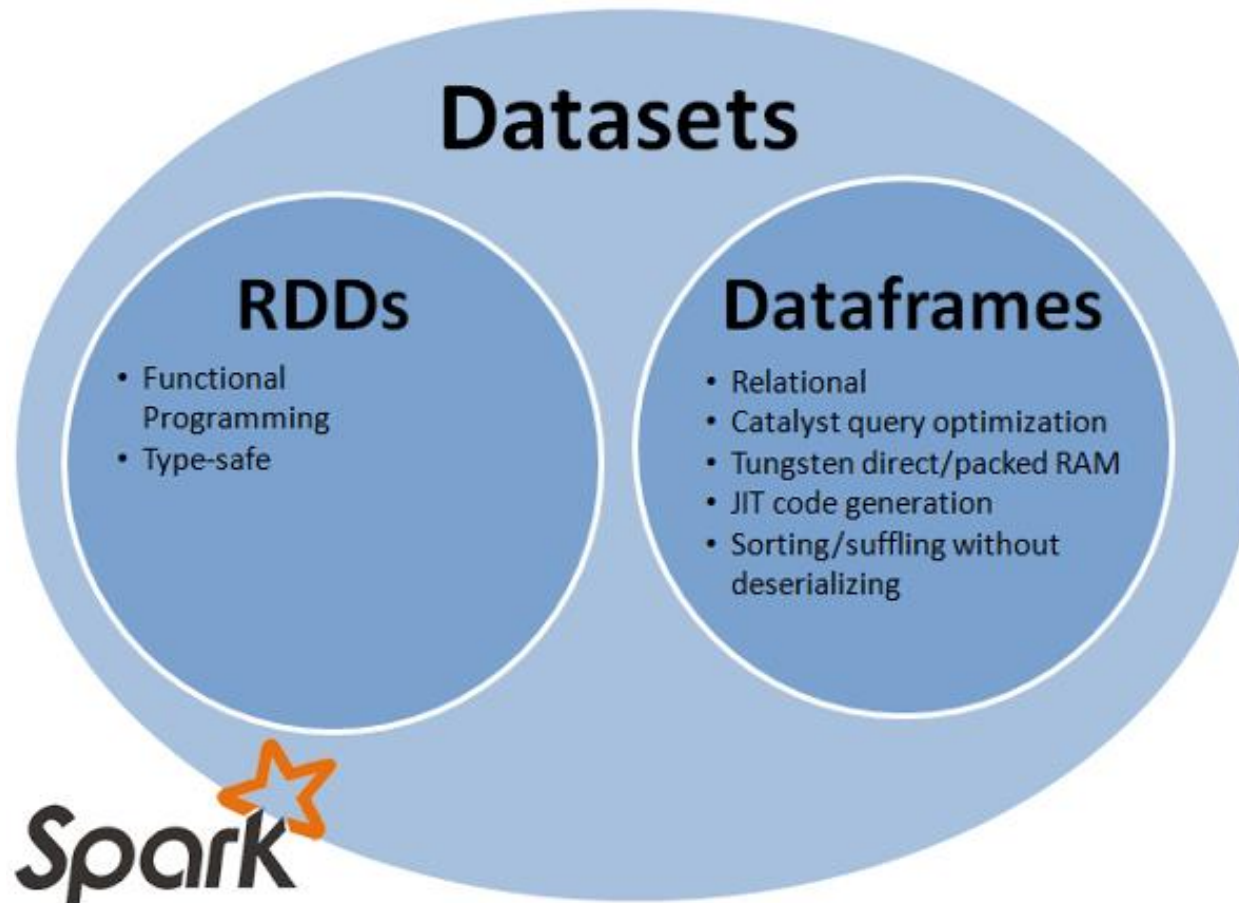 Datasets
RDDs
• Functional
Programming
• Type-safe
Dataframes
• Relational
• Catalyst query optimization
• Tungsten direct/packed RAM
• JIT code generation
• Sorting/suffling without
deserializing
Spark